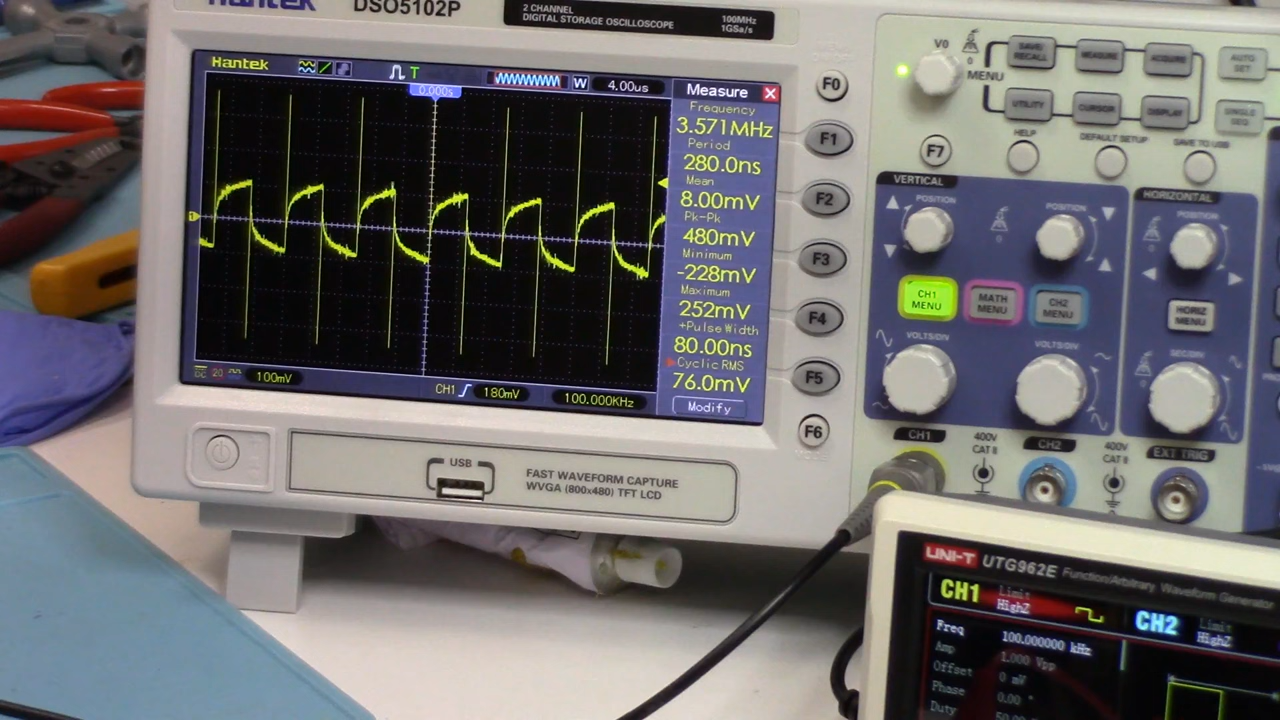 Hantek DSO5102P
2 CHANNEL
DIGITAL STORAGE OSCILLOSCOPE
100MHz
1GSa/s
Hantek
T
W
4.00us
0.000s
Measure
Frequency
3.571MHz
Period
280.0ns
Mean
8.00mV
Pk-Pk
480mV
Minimum
-228mV
Maximum
252mV
+Pulse Width
80.00ns
Cyclic RMS
76.0mV
Modify
1
20
100mV
CH1
180mV
100.000KHz
F0
F1
F2
F3
F4
F5
F6
F7
V0
MENU
SAVE/
RECALL
MEASURE
ACQUIRE
AUTO
SET
UTILITY
CURSOR
DISPLAY
SINGLE
SEQ
HELP
DEFAULT SETUP
SAVE TO USB
VERTICAL
POSITION
POSITION
HORIZONTAL
POSITION
CH1
MENU
MATH
MENU
CH2
MENU
HORIZ
MENU
VOLTS/DIV
VOLTS/DIV
SEC/DIV
CH1
400V
CAT II
CH2
400V
CAT II
EXT TRIG
USB
FAST WAVEFORM CAPTURE
WVGA (800x480) TFT LCD
UNI-T UTG962E Function/Arbitrary Waveform Generator
CH1
Limit
HighZ
CH2
Limit
HighZ
Freq
100.000000 kHz
Amp
1.000 Vpp
Offset
0 mV
Phase
0.00 °
Duty